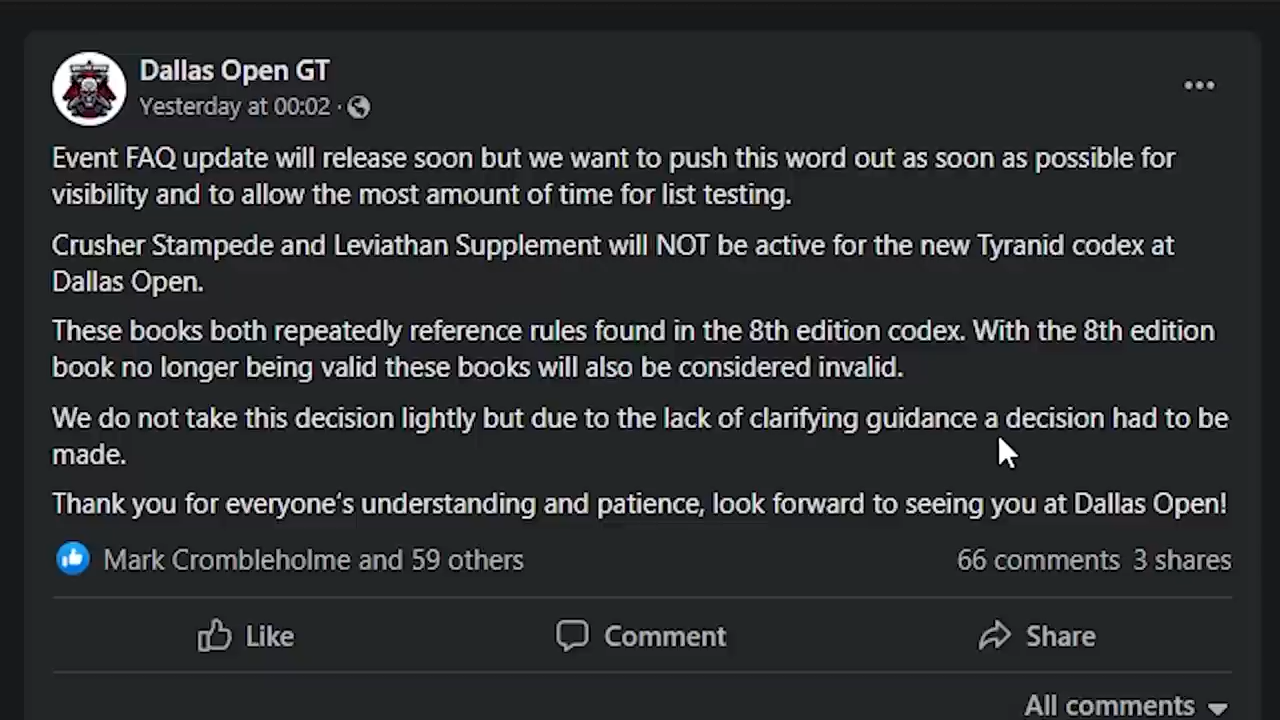 Dallas Open GT
Yesterday at 00:02 ·
Event FAQ update will release soon but we want to push this word out as soon as possible for
visibility and to allow the most amount of time for list testing.
Crusher Stampede and Leviathan Supplement will NOT be active for the new Tyranid codex at
Dallas Open.
These books both repeatedly reference rules found in the 8th edition codex. With the 8th edition
book no longer being valid these books will also be considered invalid.
We do not take this decision lightly but due to the lack of clarifying guidance a decision had to be
made.
Thank you for everyone's understanding and patience, look forward to seeing you at Dallas Open!
Mark Crombleholme and 59 others 66 comments 3 shares
Like Comment Share
All comments